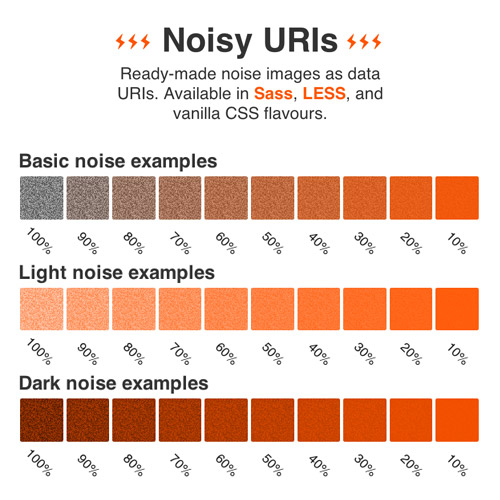 Noisy URIs
Ready-made noise images as data
URIs. Available in Sass, LESS, and
vanilla CSS flavours.
Basic noise examples
100% 90% 80% 70% 60% 50% 40% 30% 20% 10%
Light noise examples
100% 90% 80% 70% 60% 50% 40% 30% 20% 10%
Dark noise examples
100% 90% 80% 70% 60% 50% 40% 30% 20% 10%